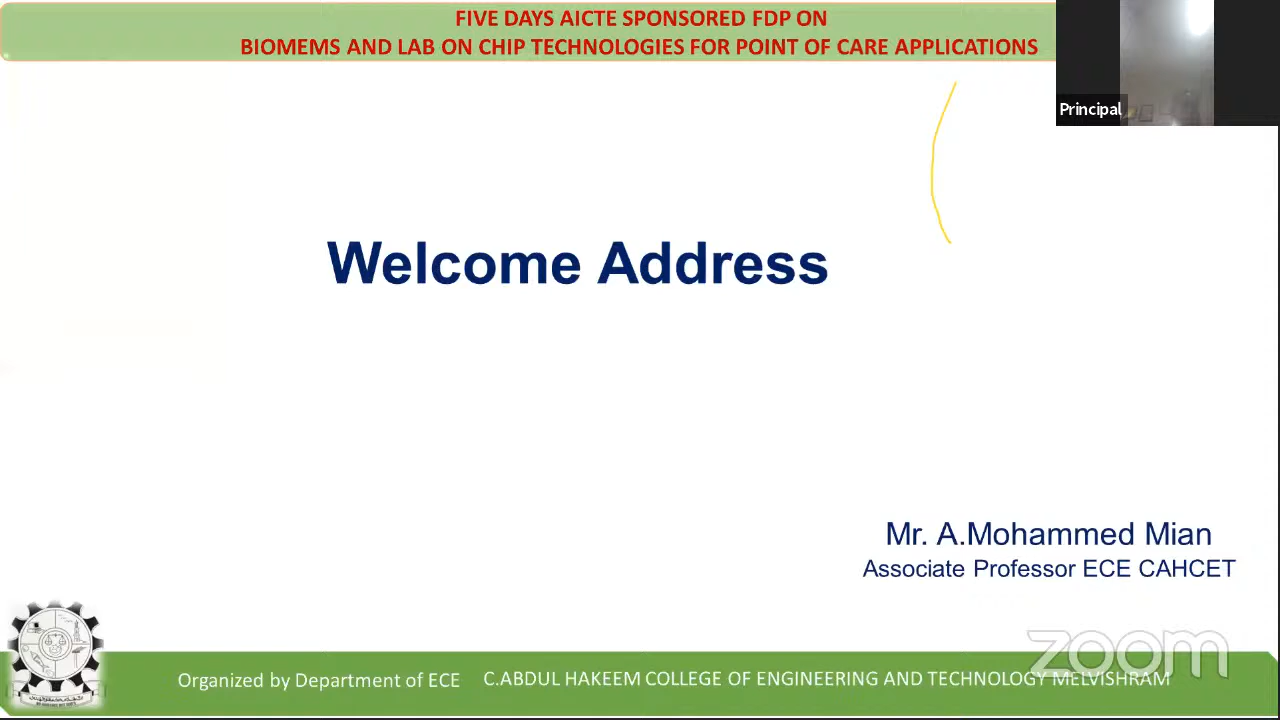 FIVE DAYS AICTE SPONSORED FDP ON
BIOMEMS AND LAB ON CHIP TECHNOLOGIES FOR POINT OF CARE APPLICATIONS
Principal
Welcome Address
Mr. A.Mohammed Mian
Associate Professor ECE CAHCET
zoom
Organized by Department of ECE C.ABDUL HAKEEM COLLEGE OF ENGINEERING AND TECHNOLOGY MELVISHRAM